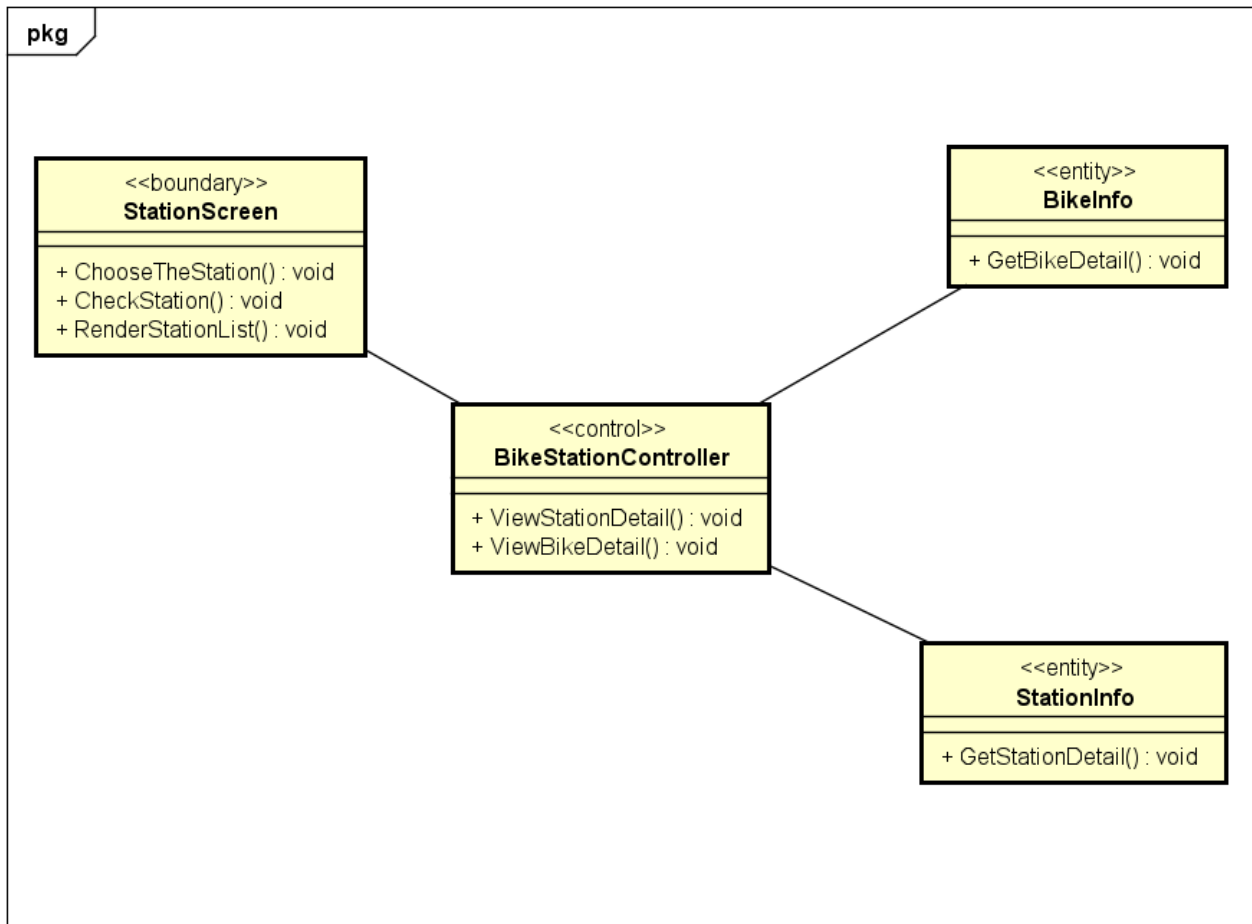 pkg
<<boundary>>
StationScreen
+ ChooseTheStation() : void
+ CheckStation() : void
+ RenderStationList() : void
<<entity>>
BikeInfo
+ GetBikeDetail() : void
<<control>>
BikeStationController
+ ViewStationDetail() : void
+ ViewBikeDetail() : void
<<entity>>
StationInfo
+ GetStationDetail() : void